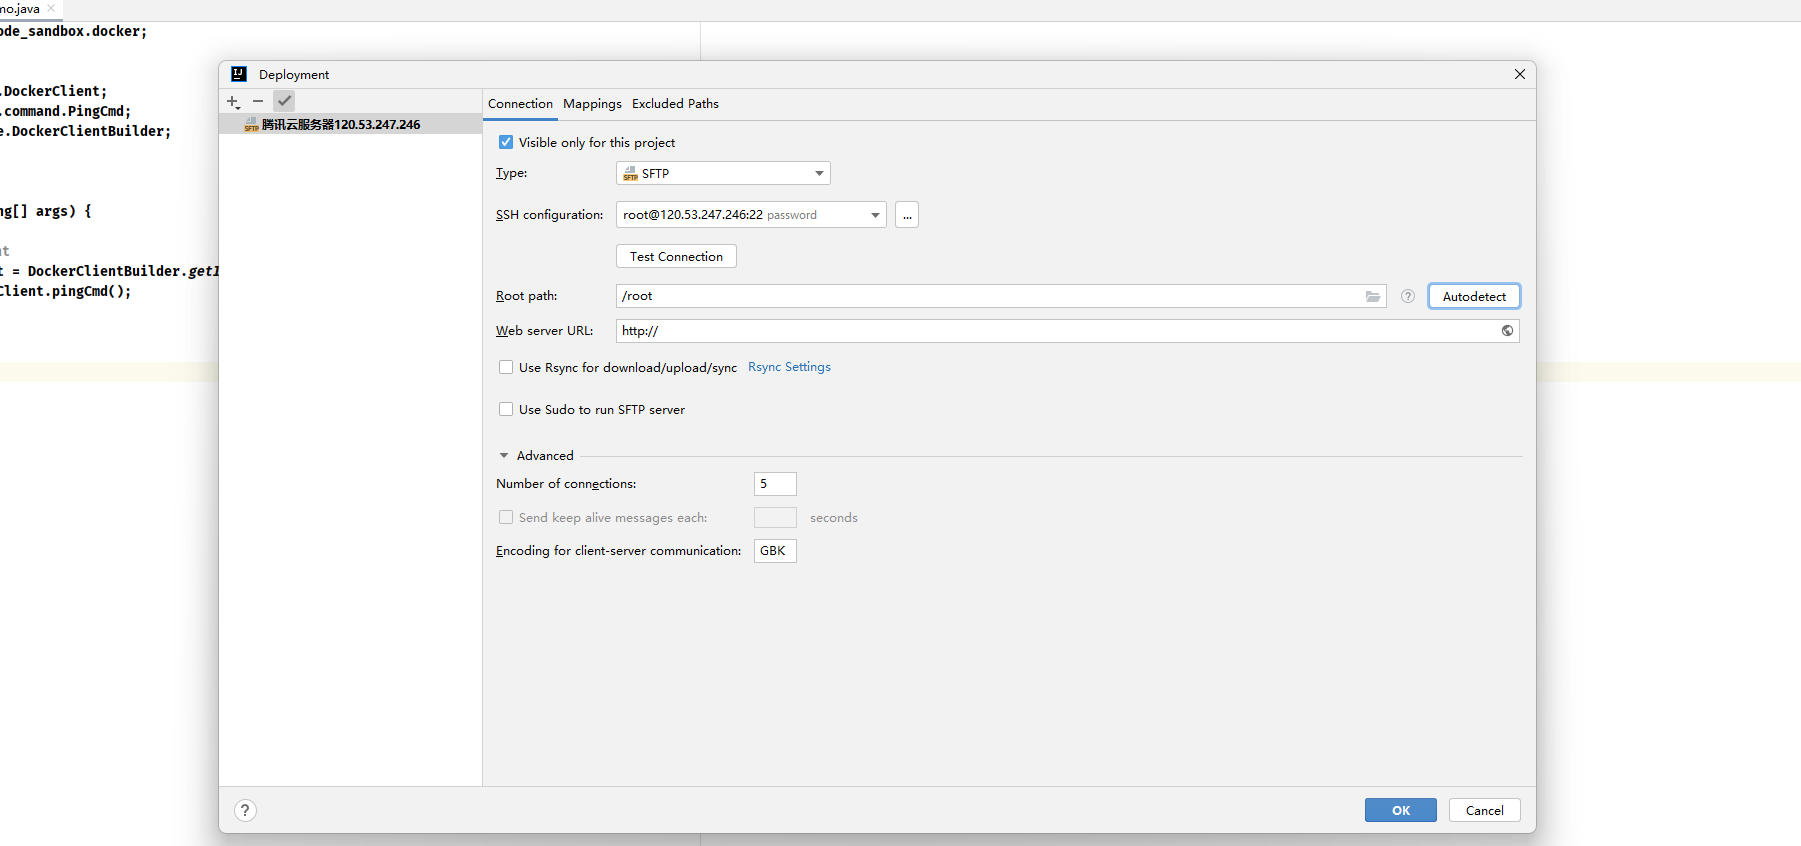 mo.java
ode_sandbox.docker;
.DockerClient;
.command.PingCmd;
e.DockerClientBuilder;
ng[] args) {
nt
t = DockerClientBuilder.getI
Client.pingCmd();
Deployment
腾讯云服务器120.53.247.246
Connection Mappings Excluded Paths
Visible only for this project
Type: SFTP
SSH configuration: root@120.53.247.246:22 password ...
Test Connection
Root path: /root Autodetect
Web server URL: http://
Use Rsync for download/upload/sync Rsync Settings
Use Sudo to run SFTP server
Advanced
Number of connections: 5
Send keep alive messages each: seconds
Encoding for client-server communication: GBK
? OK Cancel